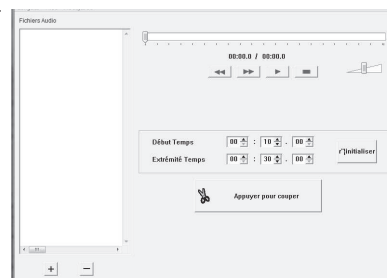 Fichiers Audio
00:00.0 / 00:00.0
Début Temps 00 : 10 . 00
r'']initialiser
Extrémité Temps 00 : 30 . 00
Appuyer pour couper
+ −